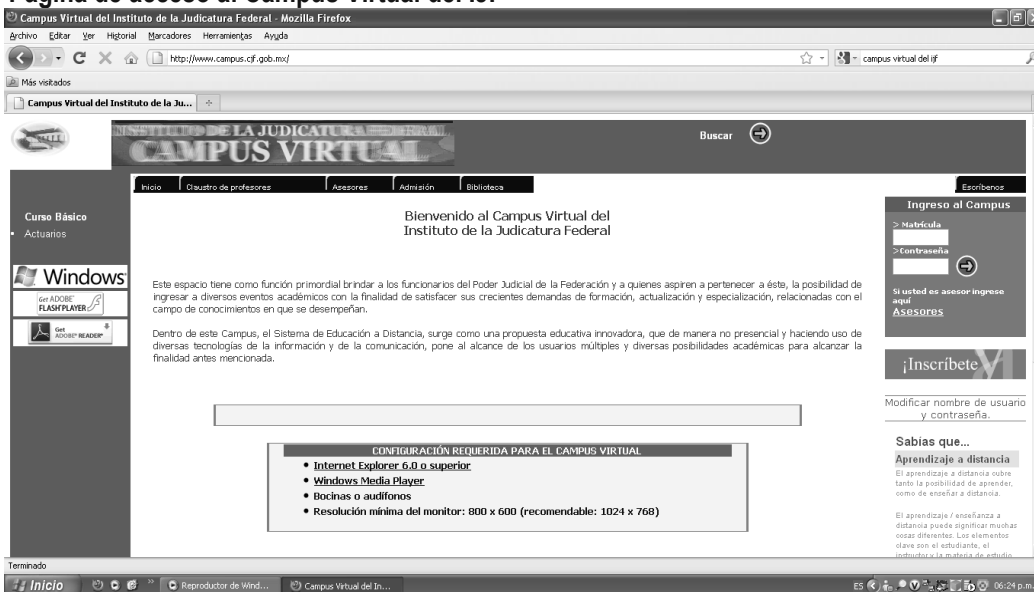 Página de acceso al Campus Virtual del IJF
Campus Virtual del Instituto de la Judicatura Federal - Mozilla Firefox
Archivo Editar Ver Historial Marcadores Herramientas Ayuda
http://www.campus.cjf.gob.mx/
campus virtual del ijf
Más visitados
Campus Virtual del Instituto de la Ju...
INSTITUTO DE LA JUDICATURA FEDERAL
CAMPUS VIRTUAL
Buscar
Inicio Claustro de profesores Asesores Admisión Biblioteca Escríbenos
Curso Básico
Actuarios
Windows
Get ADOBE
FLASH PLAYER
Get
ADOBE READER
Bienvenido al Campus Virtual del
Instituto de la Judicatura Federal
Este espacio tiene como función primordial brindar a los funcionarios del Poder Judicial de la Federación y a quienes aspiren a pertenecer a éste, la posibilidad de
ingresar a diversos eventos académicos con la finalidad de satisfacer sus crecientes demandas de formación, actualización y especialización, relacionadas con el
campo de conocimientos en que se desempeñan.
Dentro de este Campus, el Sistema de Educación a Distancia, surge como una propuesta educativa innovadora, que de manera no presencial y haciendo uso de
diversas tecnologías de la información y de la comunicación, pone al alcance de los usuarios múltiples y diversas posibilidades académicas para alcanzar la
finalidad antes mencionada.
CONFIGURACIÓN REQUERIDA PARA EL CAMPUS VIRTUAL
• Internet Explorer 6.0 o superior
• Windows Media Player
• Bocinas o audífonos
• Resolución mínima del monitor: 800 x 600 (recomendable: 1024 x 768)
Ingreso al Campus
> Matrícula
>Contraseña
Si usted es asesor ingrese
aquí
Asesores
¡Inscríbete
Modificar nombre de usuario
y contraseña.
Sabías que...
Aprendizaje a distancia
El aprendizaje a distancia cubre
tanto la posibilidad de aprender,
como de enseñar a distancia.
El aprendizaje / enseñanza a
distancia puede significar muchas
cosas diferentes. Los elementos
clave son el estudiante, el
instructor y la materia de estudio
Terminado
Inicio
Reproductor de Wind...
Campus Virtual del In...
ES
06:24 p.m.